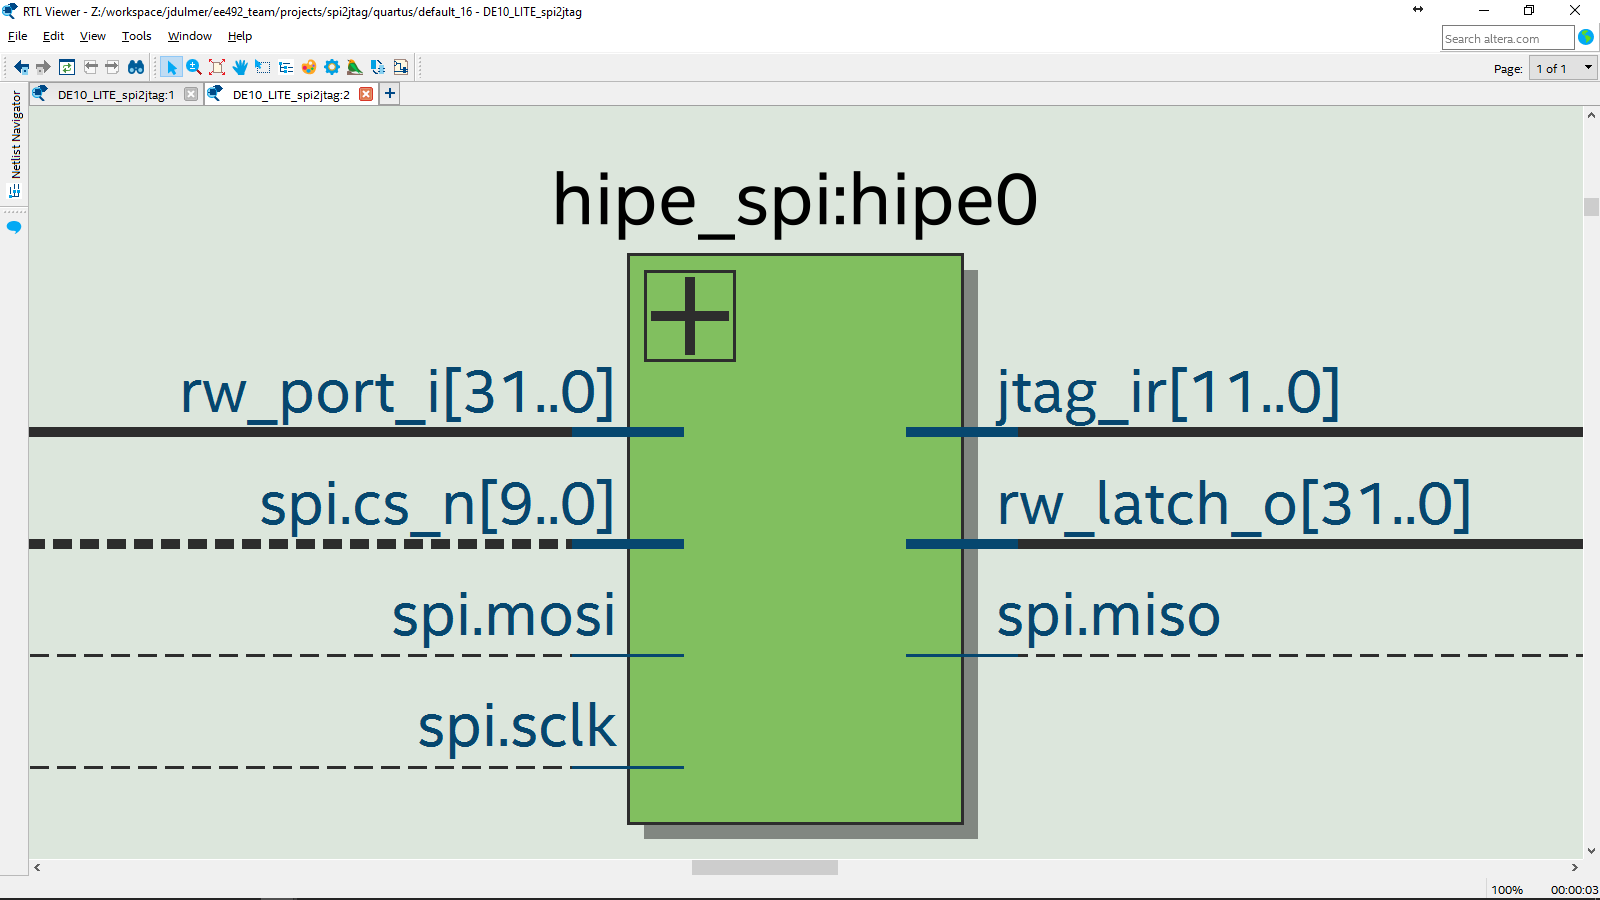 RTL Viewer - Z:/workspace/jdulmer/ee492_team/projects/spi2jtag/quartus/default_16 - DE10_LITE_spi2jtag
File Edit View Tools Window Help
Search altera.com
Page: 1 of 1
DE10_LITE_spi2jtag:1 DE10_LITE_spi2jtag:2
Netlist Navigator
hipe_spi:hipe0
rw_port_i[31..0] jtag_ir[11..0]
spi.cs_n[9..0] rw_latch_o[31..0]
spi.mosi spi.miso
spi.sclk
100% 00:00:03